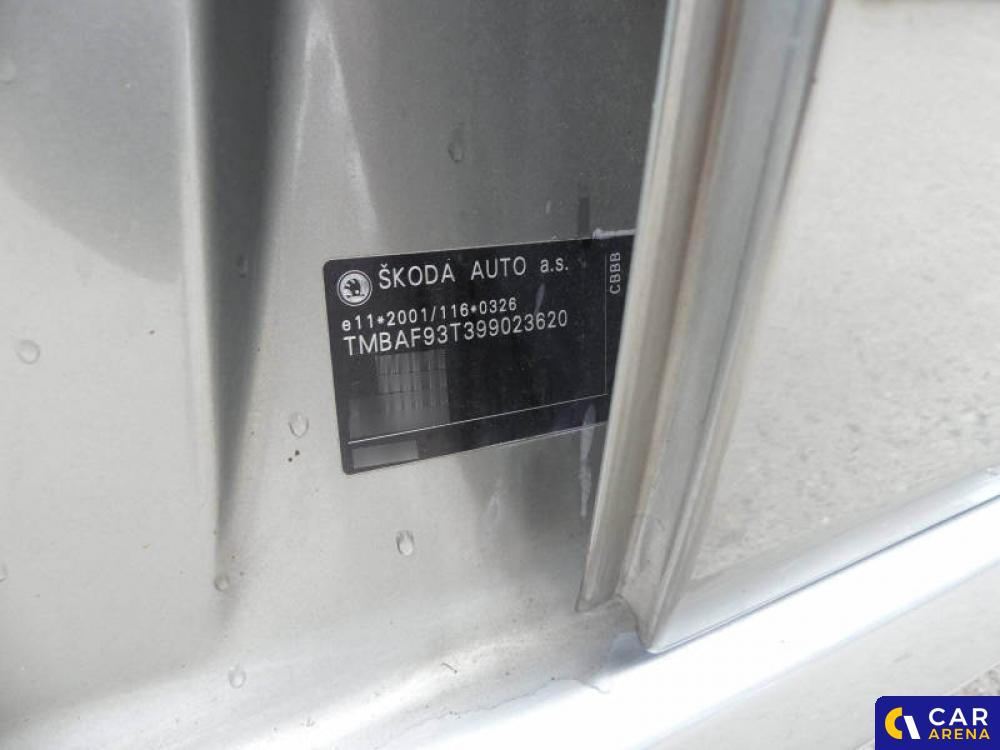 ŠKODA AUTO a.s.
e11*2001/116*0326
TMBAF93T399023620
CBBB
CAR
ARENA